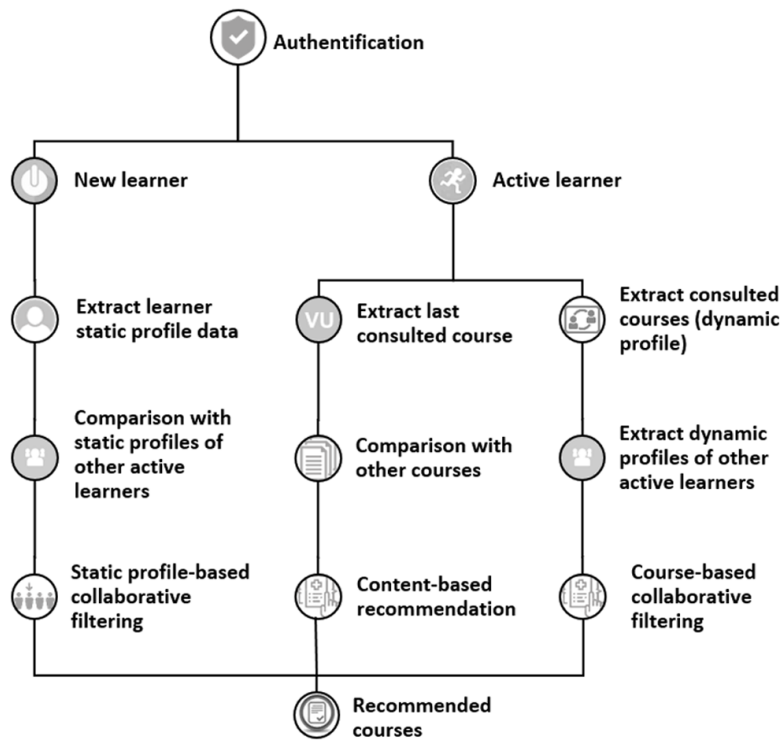 Authentification
New learner
Active learner
Extract learner
static profile data
VU
Extract last
consulted course
Extract consulted
courses (dynamic
profile)
Comparison with
static profiles of
other active
learners
Comparison with
other courses
Extract dynamic
profiles of other
active learners
Static profile-based
collaborative
filtering
Content-based
recommendation
Course-based
collaborative
filtering
Recommended
courses